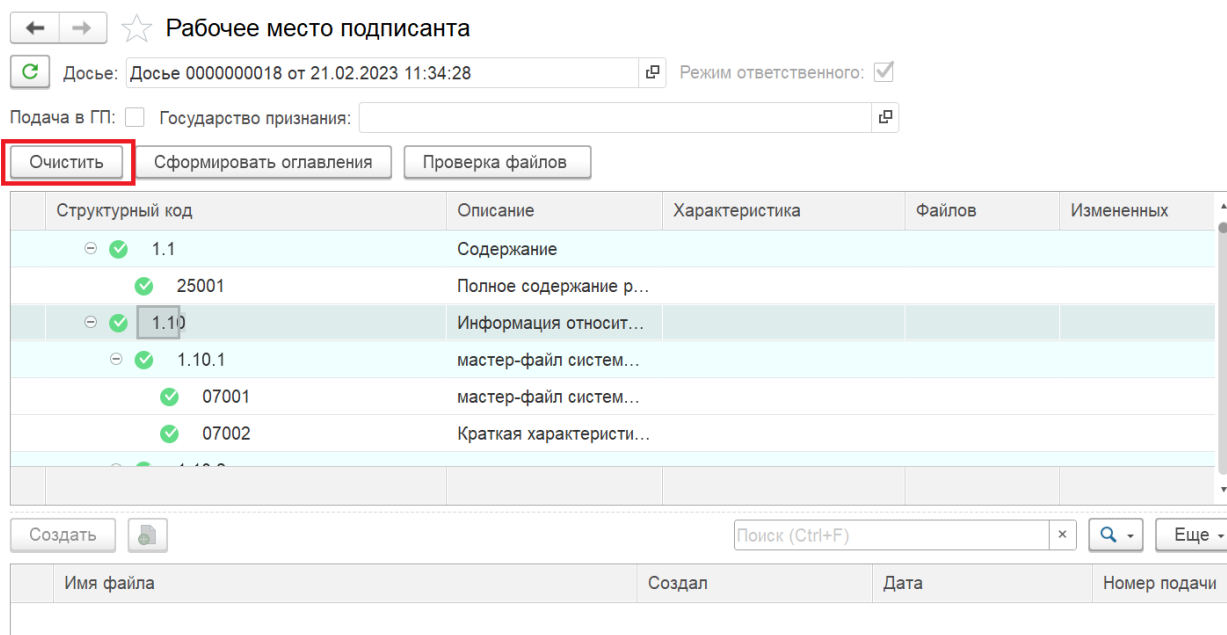 Рабочее место подписанта
Досье: Досье 0000000018 от 21.02.2023 11:34:28 Режим ответственного:
Подача в ГП: Государство признания:
Очистить Сформировать оглавления Проверка файлов
Структурный код Описание Характеристика Файлов Измененных
1.1 Содержание
25001 Полное содержание р...
1.10 Информация относит...
1.10.1 мастер-файл систем...
07001 мастер-файл систем...
07002 Краткая характеристи...
Создать Поиск (Ctrl+F) × Еще
Имя файла Создал Дата Номер подачи